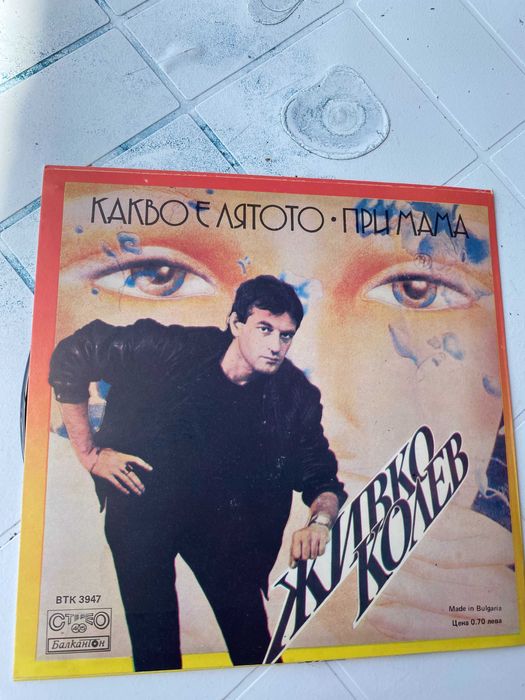 КАКВО Е ЛЯТОТО • ПРИ МАМА
ЖИВКО
КОЛЕВ
ВТК 3947
СТЕРЕО
Балкантон
Made in Bulgaria
Цена 0.70 лева